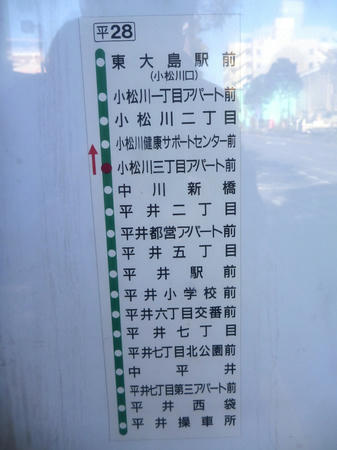 平28
東大島駅前
(小松川口)
小松川一丁目アパート前
小松川二丁目
小松川健康サポートセンター前
小松川三丁目アパート前
中川新橋
平井二丁目
平井都営アパート前
平井五丁目
平井駅前
平井小学校前
平井六丁目交番前
平井七丁目
平井七丁目北公園前
中平井
平井七丁目第三アパート前
平井西袋
平井操車所